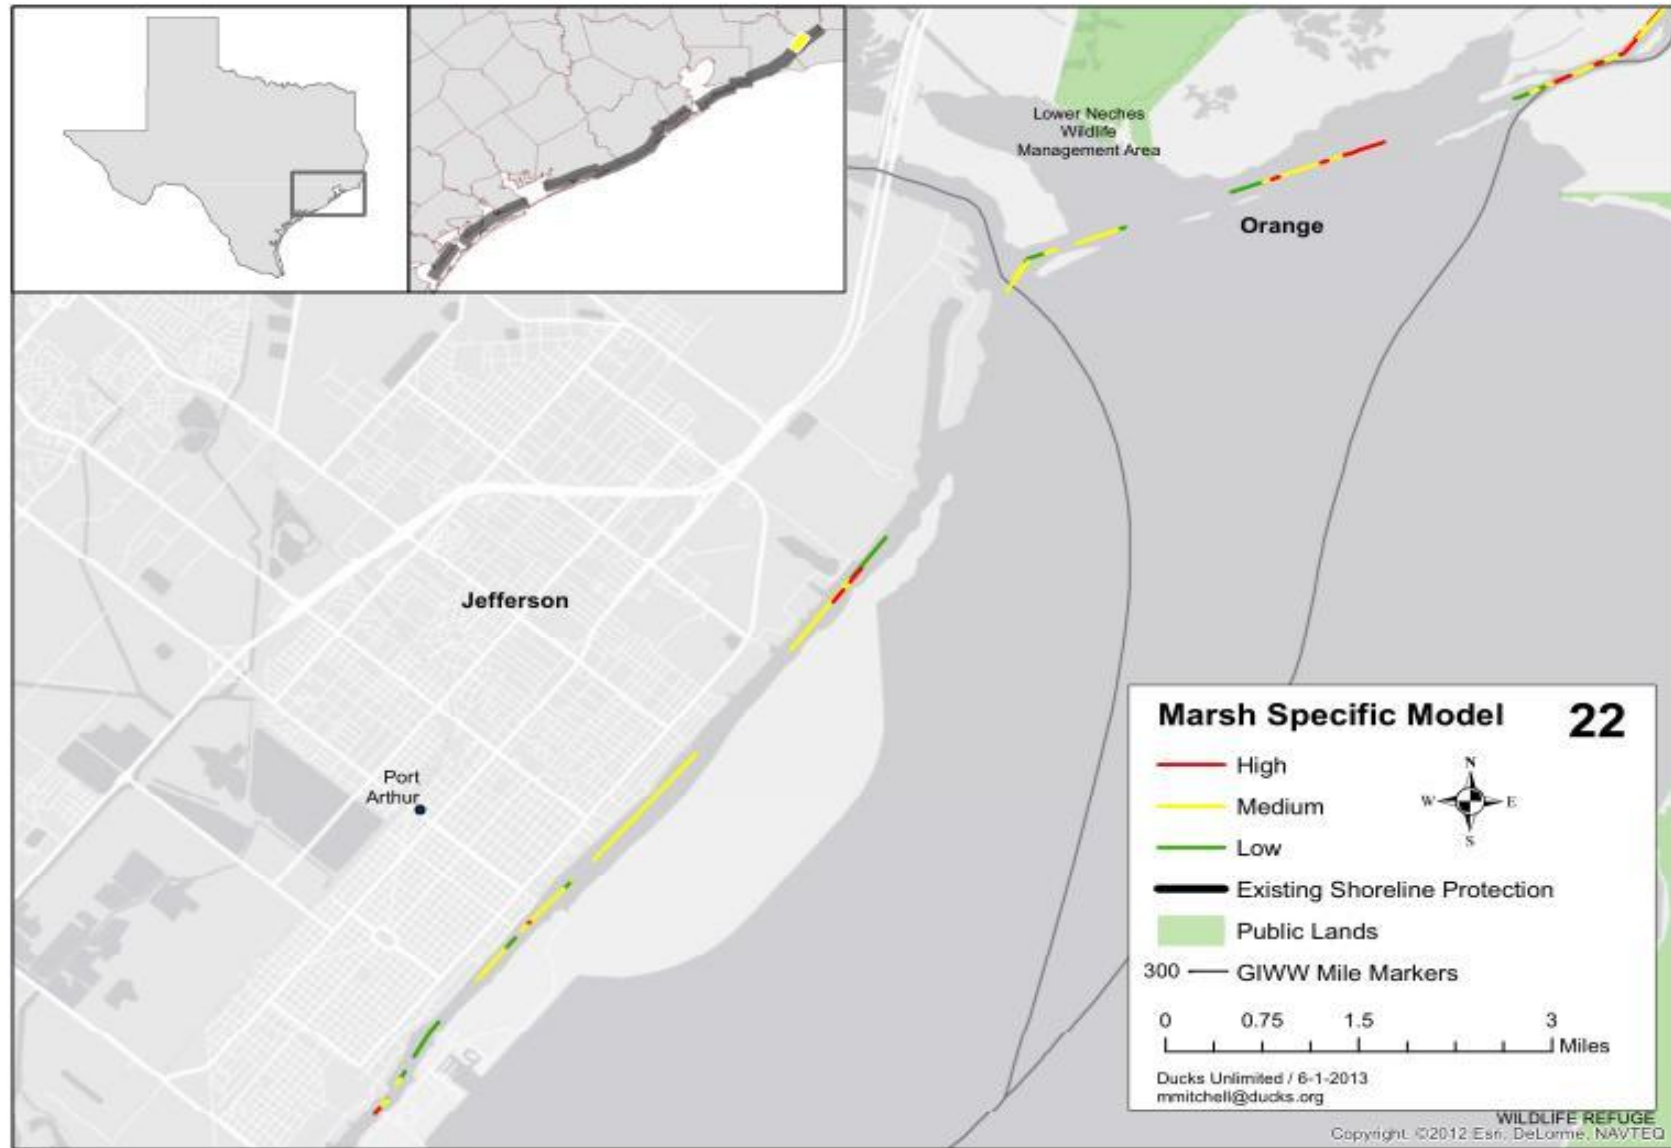 Lower Neches
Wildlife
Management Area
Orange
Jefferson
Port
Arthur
Marsh Specific Model 22
High
Medium
Low
Existing Shoreline Protection
Public Lands
300 GIWW Mile Markers
N
W E
S
0 0.75 1.5 3
Miles
Ducks Unlimited / 6-1-2013
mmitchell@ducks.org
WILDLIFE REFUGE
Copyright: ©2012 Esri, DeLorme, NAVTEQ